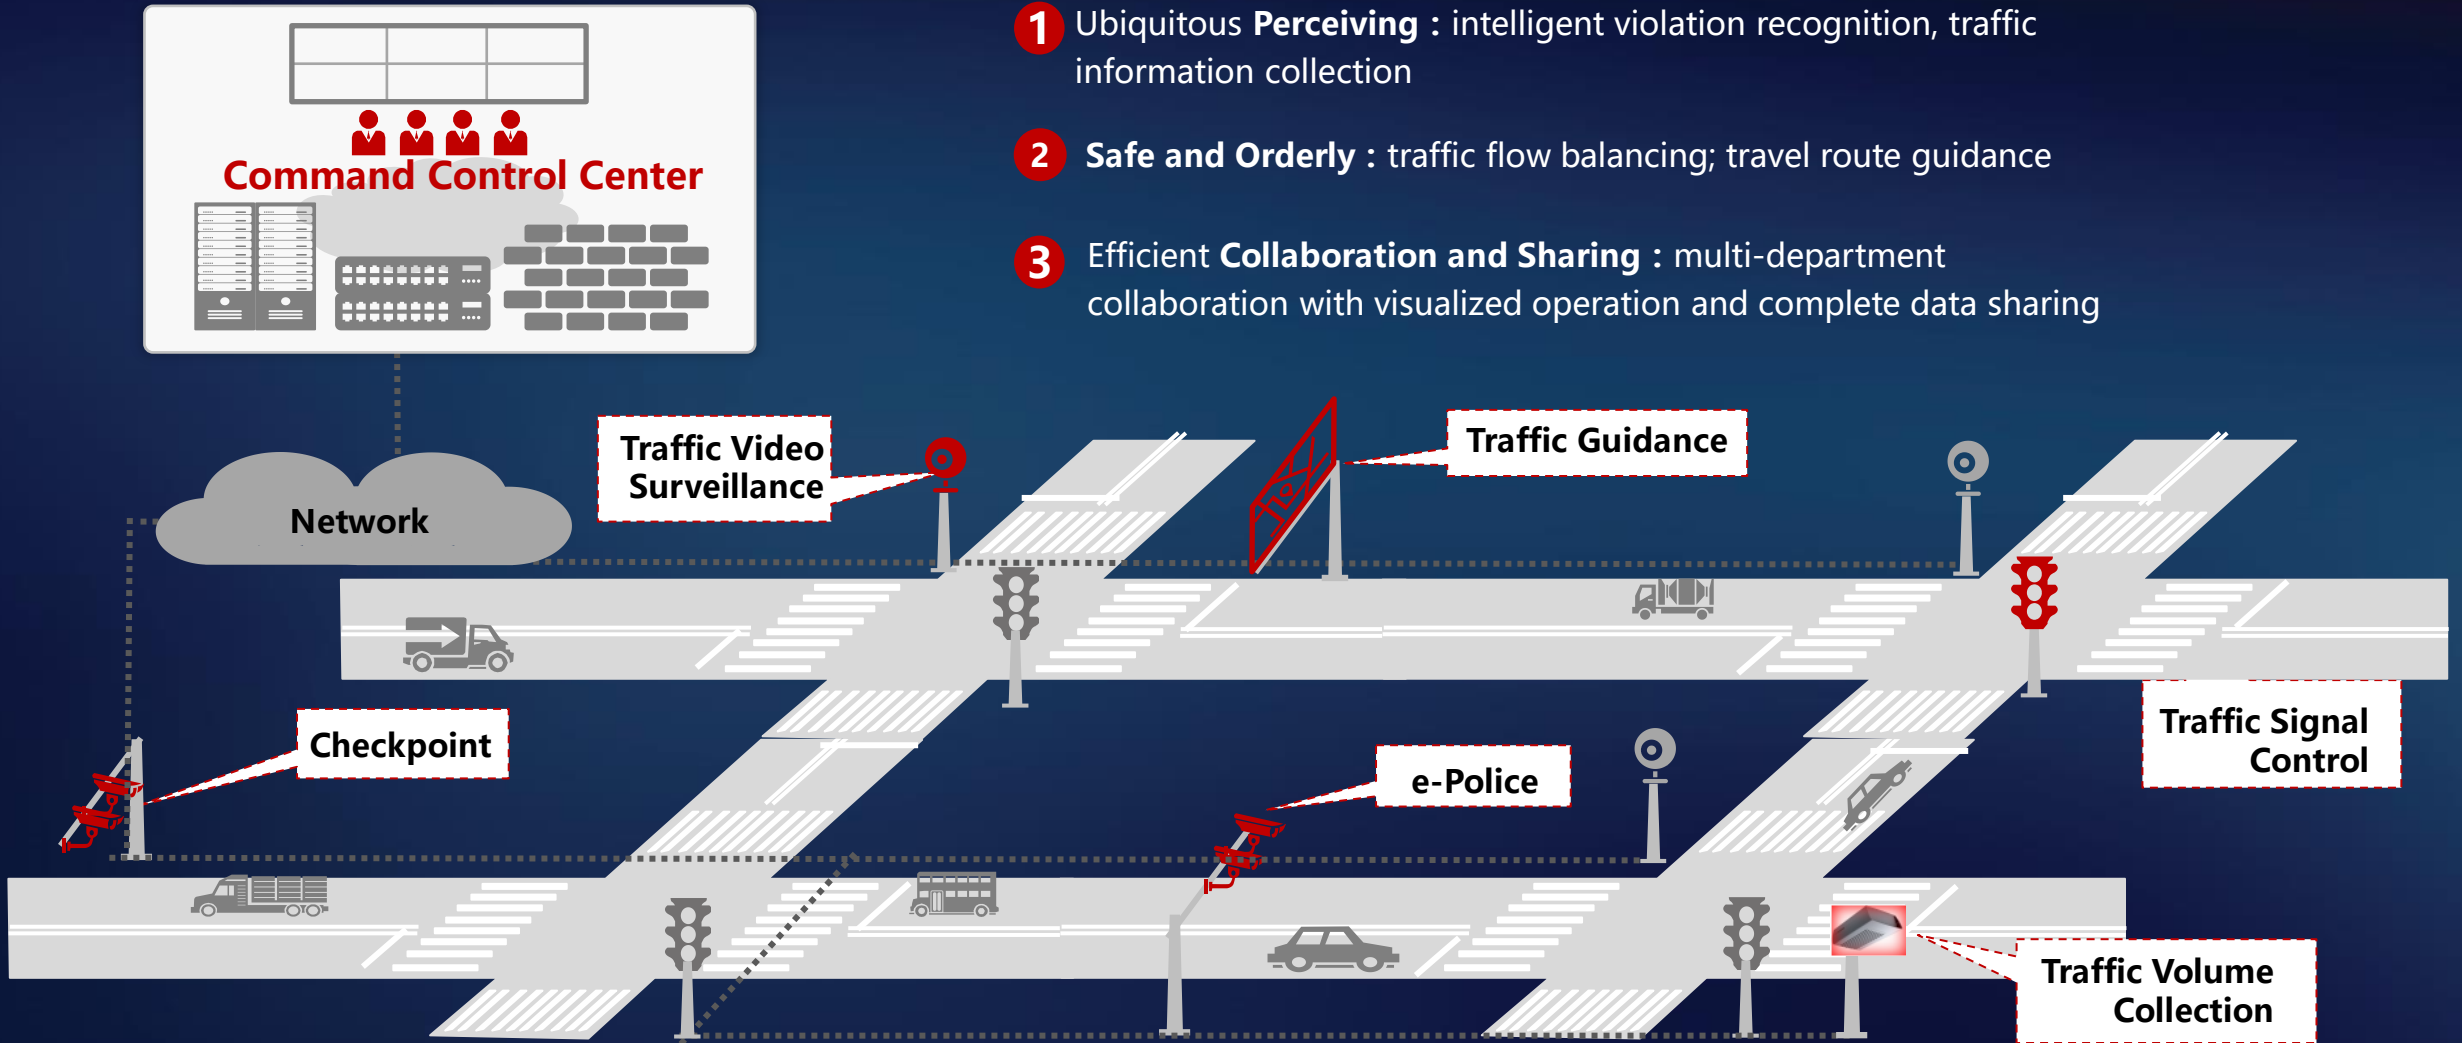 1 Ubiquitous Perceiving : intelligent violation recognition, traffic
information collection
2 Safe and Orderly : traffic flow balancing; travel route guidance
3 Efficient Collaboration and Sharing : multi-department
collaboration with visualized operation and complete data sharing
Command Control Center
Network
Traffic Video
Surveillance
Traffic Guidance
Checkpoint
e-Police
Traffic Signal
Control
Traffic Volume
Collection